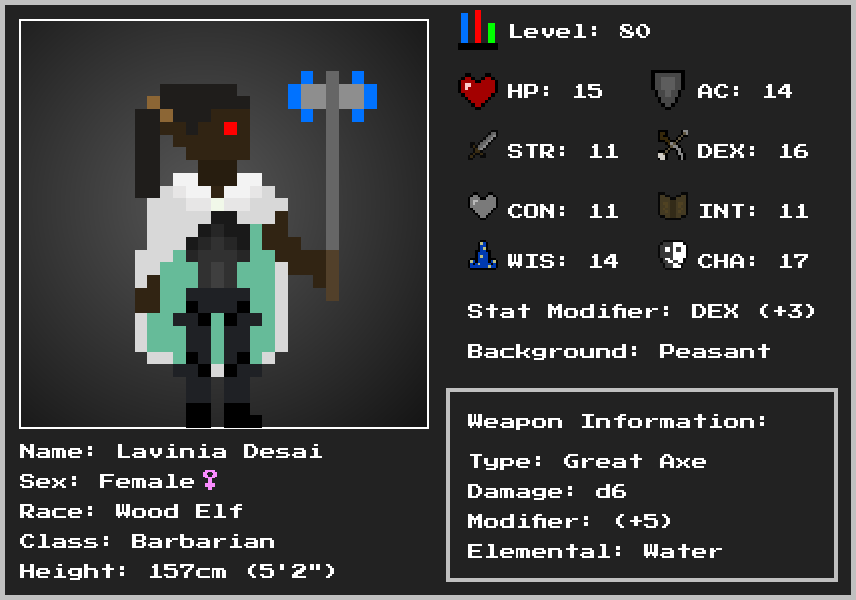 Level: 80
HP: 15
AC: 14
STR: 11
DEX: 16
CON: 11
INT: 11
WIS: 14
CHA: 17
Stat Modifier: DEX (+3)
Background: Peasant
Weapon Information:
Type: Great Axe
Damage: d6
Modifier: (+5)
Elemental: Water
Name: Lavinia Desai
Sex: Female♀
Race: Wood Elf
Class: Barbarian
Height: 157cm (5'2")